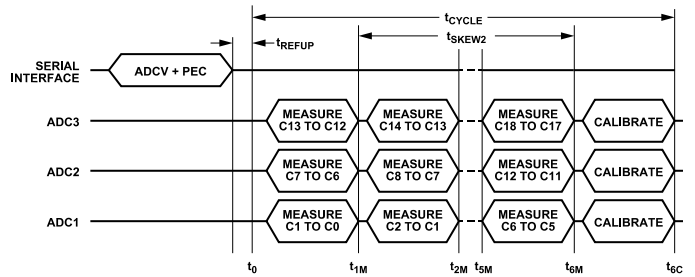 tCYCLE
tREFUP
tSKEW2
SERIAL
INTERFACE
ADCV + PEC
ADC3
MEASURE
C13 TO C12
MEASURE
C14 TO C13
MEASURE
C18 TO C17
CALIBRATE
ADC2
MEASURE
C7 TO C6
MEASURE
C8 TO C7
MEASURE
C12 TO C11
CALIBRATE
ADC1
MEASURE
C1 TO C0
MEASURE
C2 TO C1
MEASURE
C6 TO C5
CALIBRATE
t0
t1M
t2M
t5M
t6M
t6C